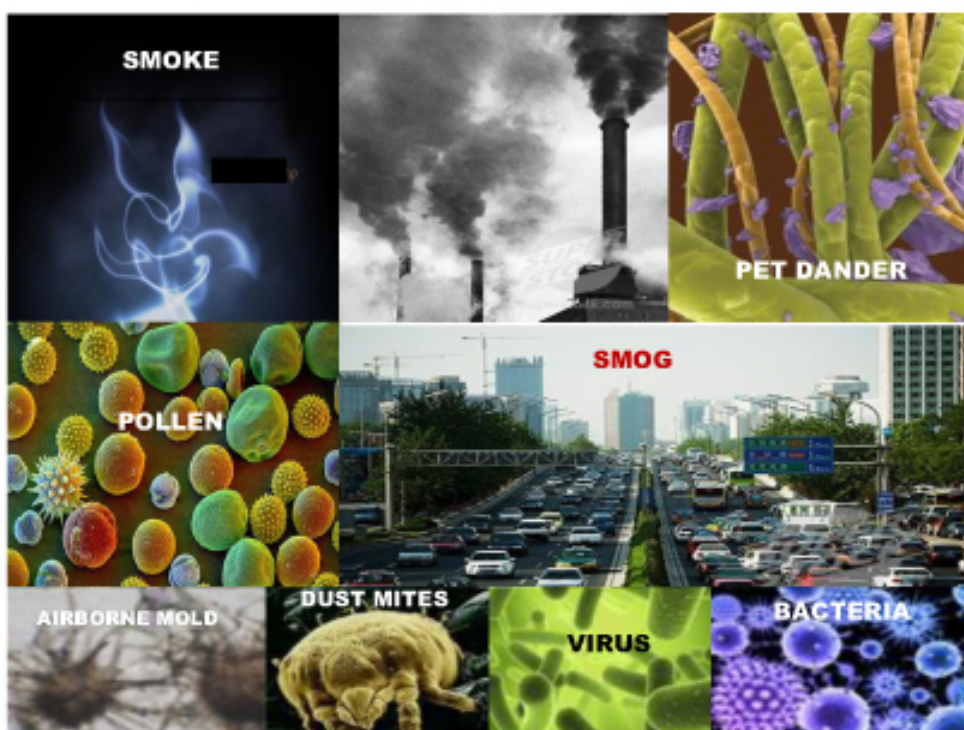 SMOKE
PET DANDER
SMOG
POLLEN
AIRBORNE MOLD
DUST MITES
VIRUS
BACTERIA